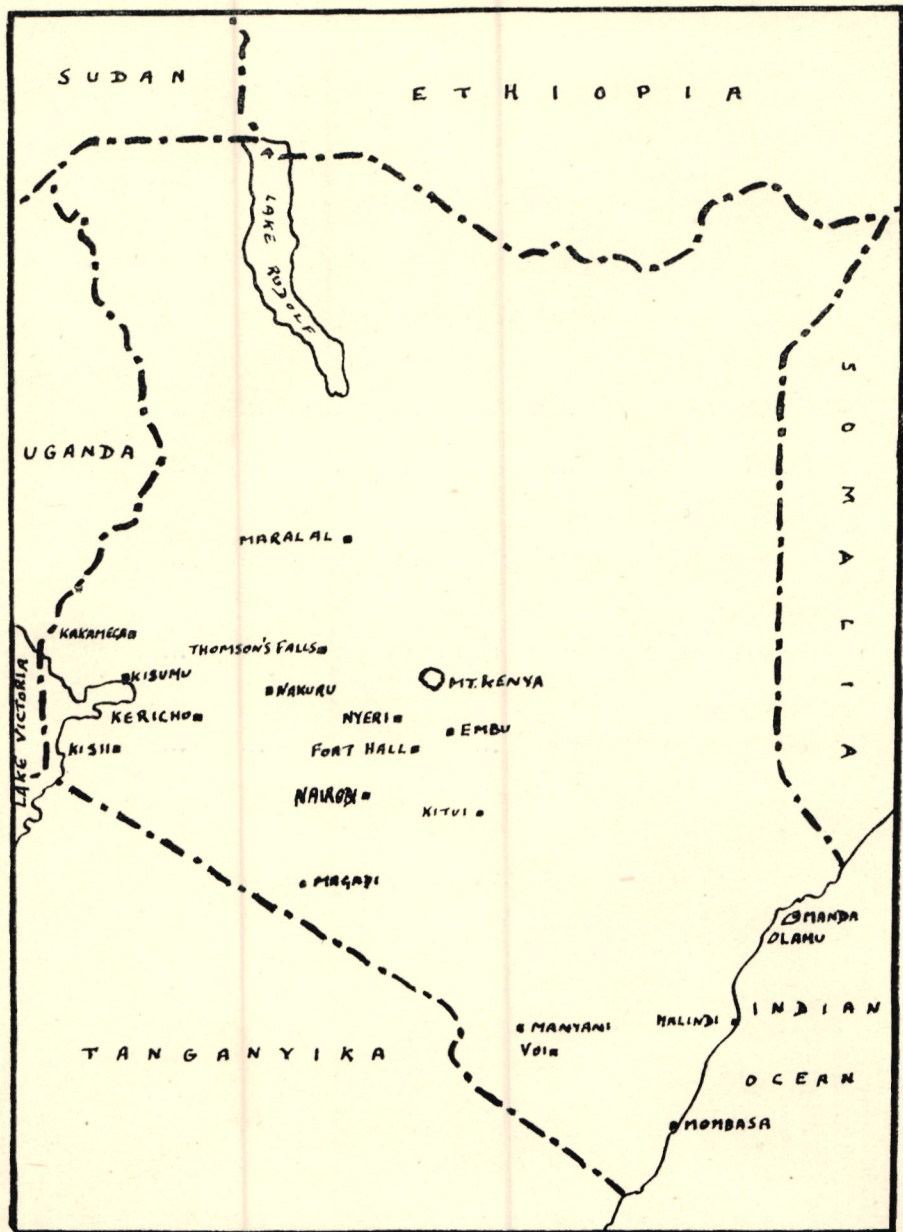 SUDAN
ETHIOPIA
A
LAKE RUDOLF
SOMALIA
UGANDA
MARALAL
KAKAMEGA
THOMSON'S FALLS
KISUMU
NAKURU
MT. KENYA
KERICHO
NYERI
EMBU
LAKE VICTORIA
KISII
FORT HALL
NAIROBI
KITUI
MAGADI
MANDA
LAMU
MANYANI
MALINDI
INDIAN
OCEAN
VOI
TANGANYIKA
MOMBASA